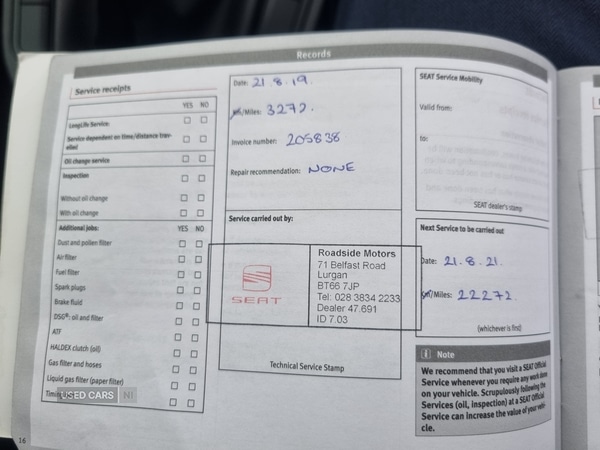 Records
Service receipts
YES NO
LongLife Service:
Service dependent on time/distance trav-
elled
Oil change service
Inspection
Without oil change
With oil change
Additional jobs: YES NO
Dust and pollen filter
Air filter
Fuel filter
Spark plugs
Brake fluid
DSG®: oil and filter
ATF
HALDEX clutch (oil)
Gas filter and hoses
Liquid gas filter (paper filter)
USED CARS NI
16
Date: 21.8.19.
km/Miles: 3272.
Invoice number: 205838
Repair recommendation: NONE
Service carried out by:
SEAT
Roadside Motors
71 Belfast Road
Lurgan
BT66 7JP
Tel: 028 3834 2233
Dealer 47.691
ID 7.03
Technical Service Stamp
SEAT Service Mobility
Valid from:
to:
SEAT dealer's stamp
Next Service to be carried out
Date: 21.8.21.
km/Miles: 22272.
(whichever is first)
i Note
We recommend that you visit a SEAT Official
Service whenever you require any work done
on your vehicle. Scrupulously following the
Services (oil, inspection) at a SEAT Official
Service can increase the value of your vehi-
cle.